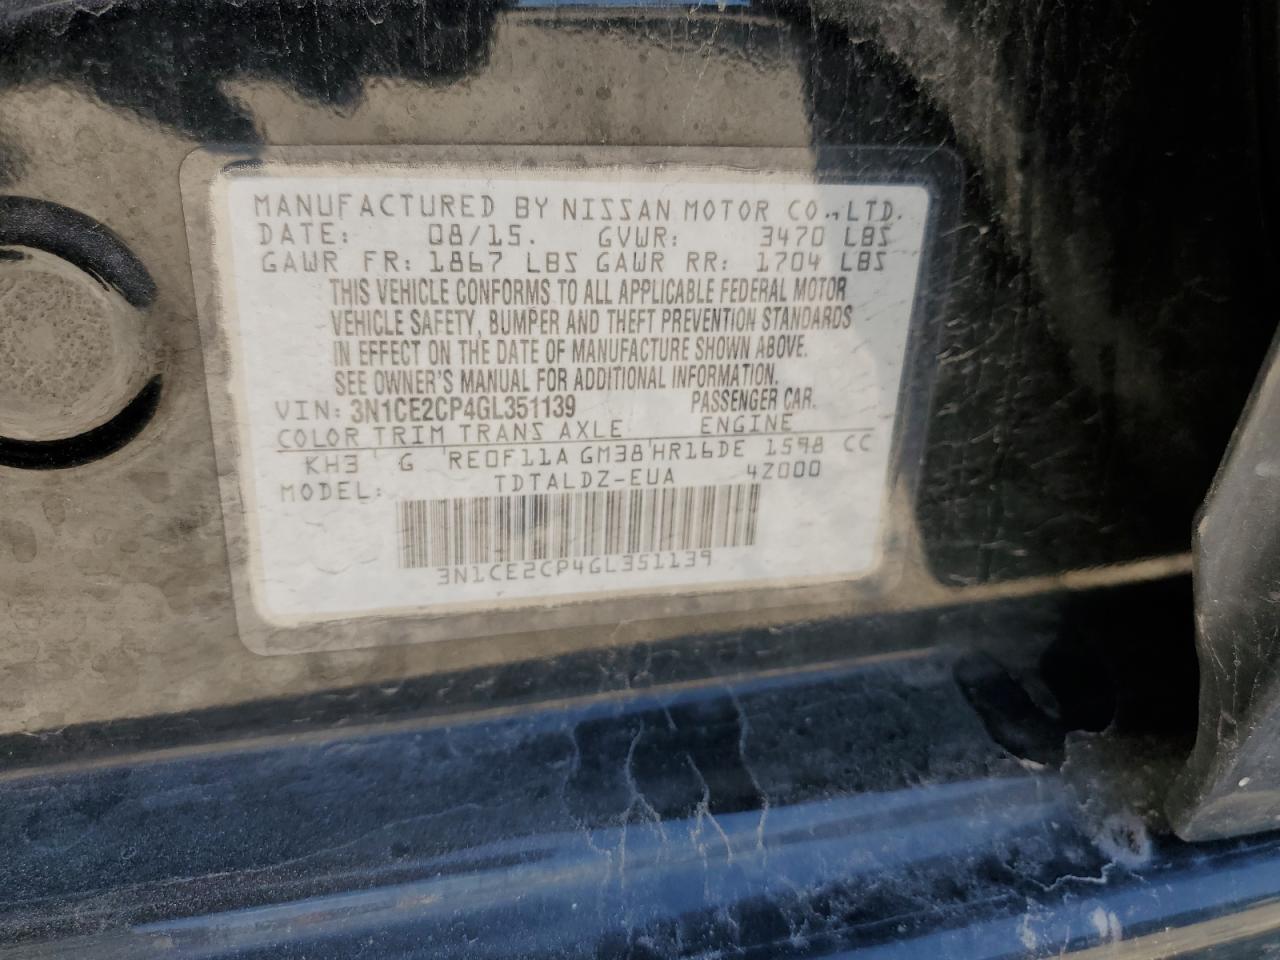 MANUFACTURED BY NISSAN MOTOR CO., LTD.
DATE: 08/15. GVWR: 3470 LBS
GAWR FR: 1867 LBS GAWR RR: 1704 LBS
THIS VEHICLE CONFORMS TO ALL APPLICABLE FEDERAL MOTOR
VEHICLE SAFETY, BUMPER AND THEFT PREVENTION STANDARDS
IN EFFECT ON THE DATE OF MANUFACTURE SHOWN ABOVE.
SEE OWNER'S MANUAL FOR ADDITIONAL INFORMATION.
VIN: 3N1CE2CP4GL351139 PASSENGER CAR.
COLOR TRIM TRANS AXLE ENGINE
KH3 G RE0F11A GM38 HR16DE 1598 CC
MODEL: TDTALDZ-EUA 4Z000
3N1CE2CP4GL351139